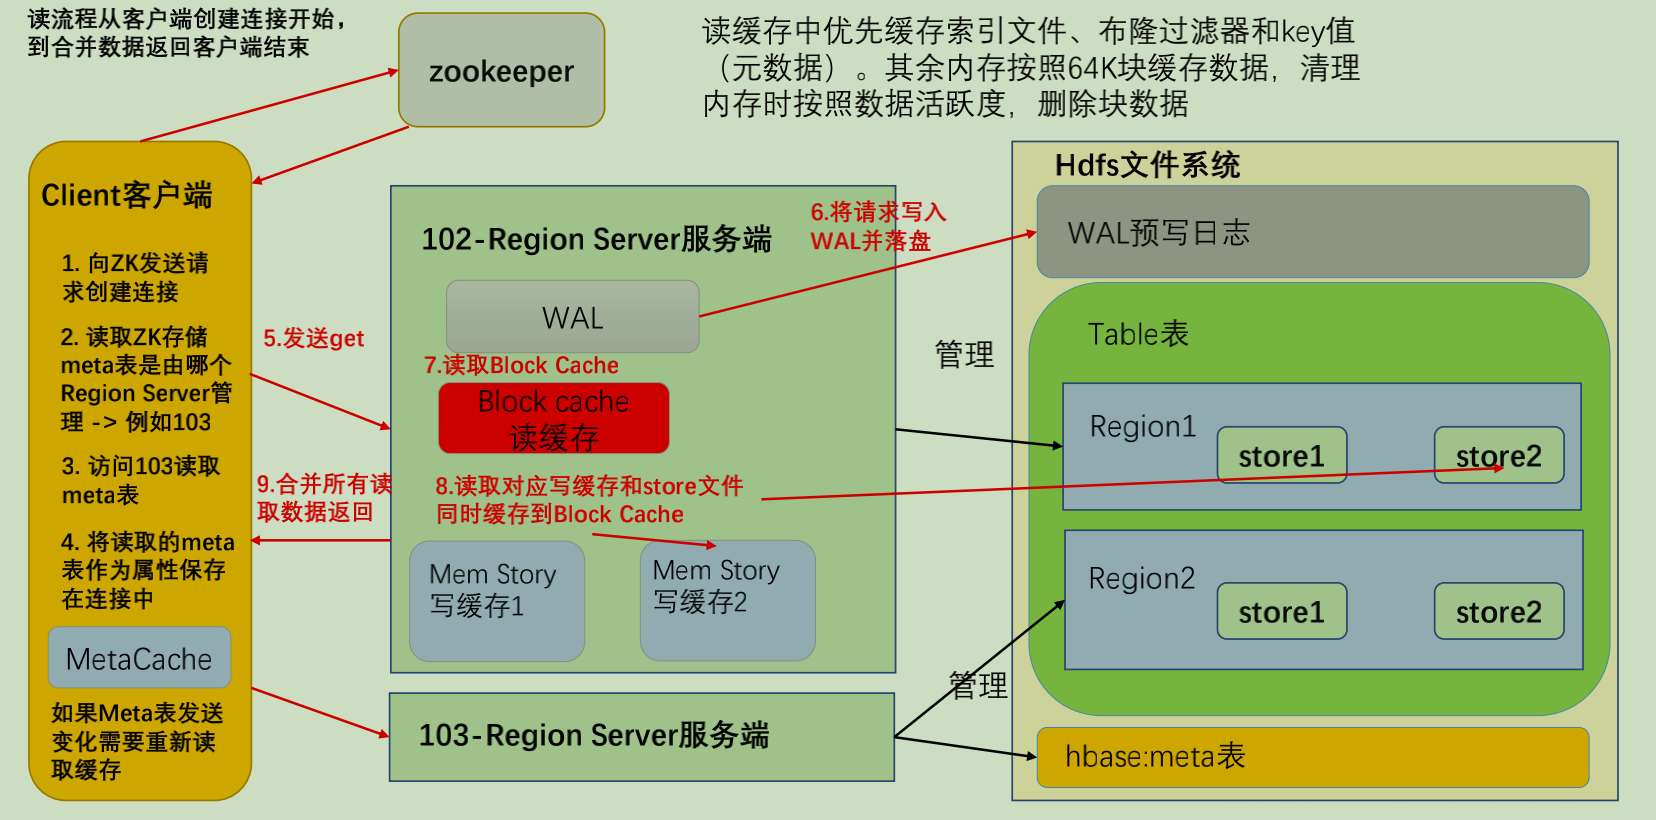 读流程从客户端创建连接开始，
到合并数据返回客户端结束
zookeeper
读缓存中优先缓存索引文件、布隆过滤器和key值
（元数据）。其余内存按照64K块缓存数据，清理
内存时按照数据活跃度，删除块数据
Client客户端
1. 向ZK发送请
求创建连接
2. 读取ZK存储
meta表是由哪个
Region Server管
理 -> 例如103
3. 访问103读取
meta表
4. 将读取的meta
表作为属性保存
在连接中
MetaCache
如果Meta表发送
变化需要重新读
取缓存
5.发送get
9.合并所有读
取数据返回
102-Region Server服务端
6.将请求写入
WAL并落盘
WAL
7.读取Block Cache
Block cache
读缓存
8.读取对应写缓存和store文件
同时缓存到Block Cache
Mem Story
写缓存1
Mem Story
写缓存2
103-Region Server服务端
管理
管理
Hdfs文件系统
WAL预写日志
Table表
Region1
store1
store2
Region2
store1
store2
hbase:meta表